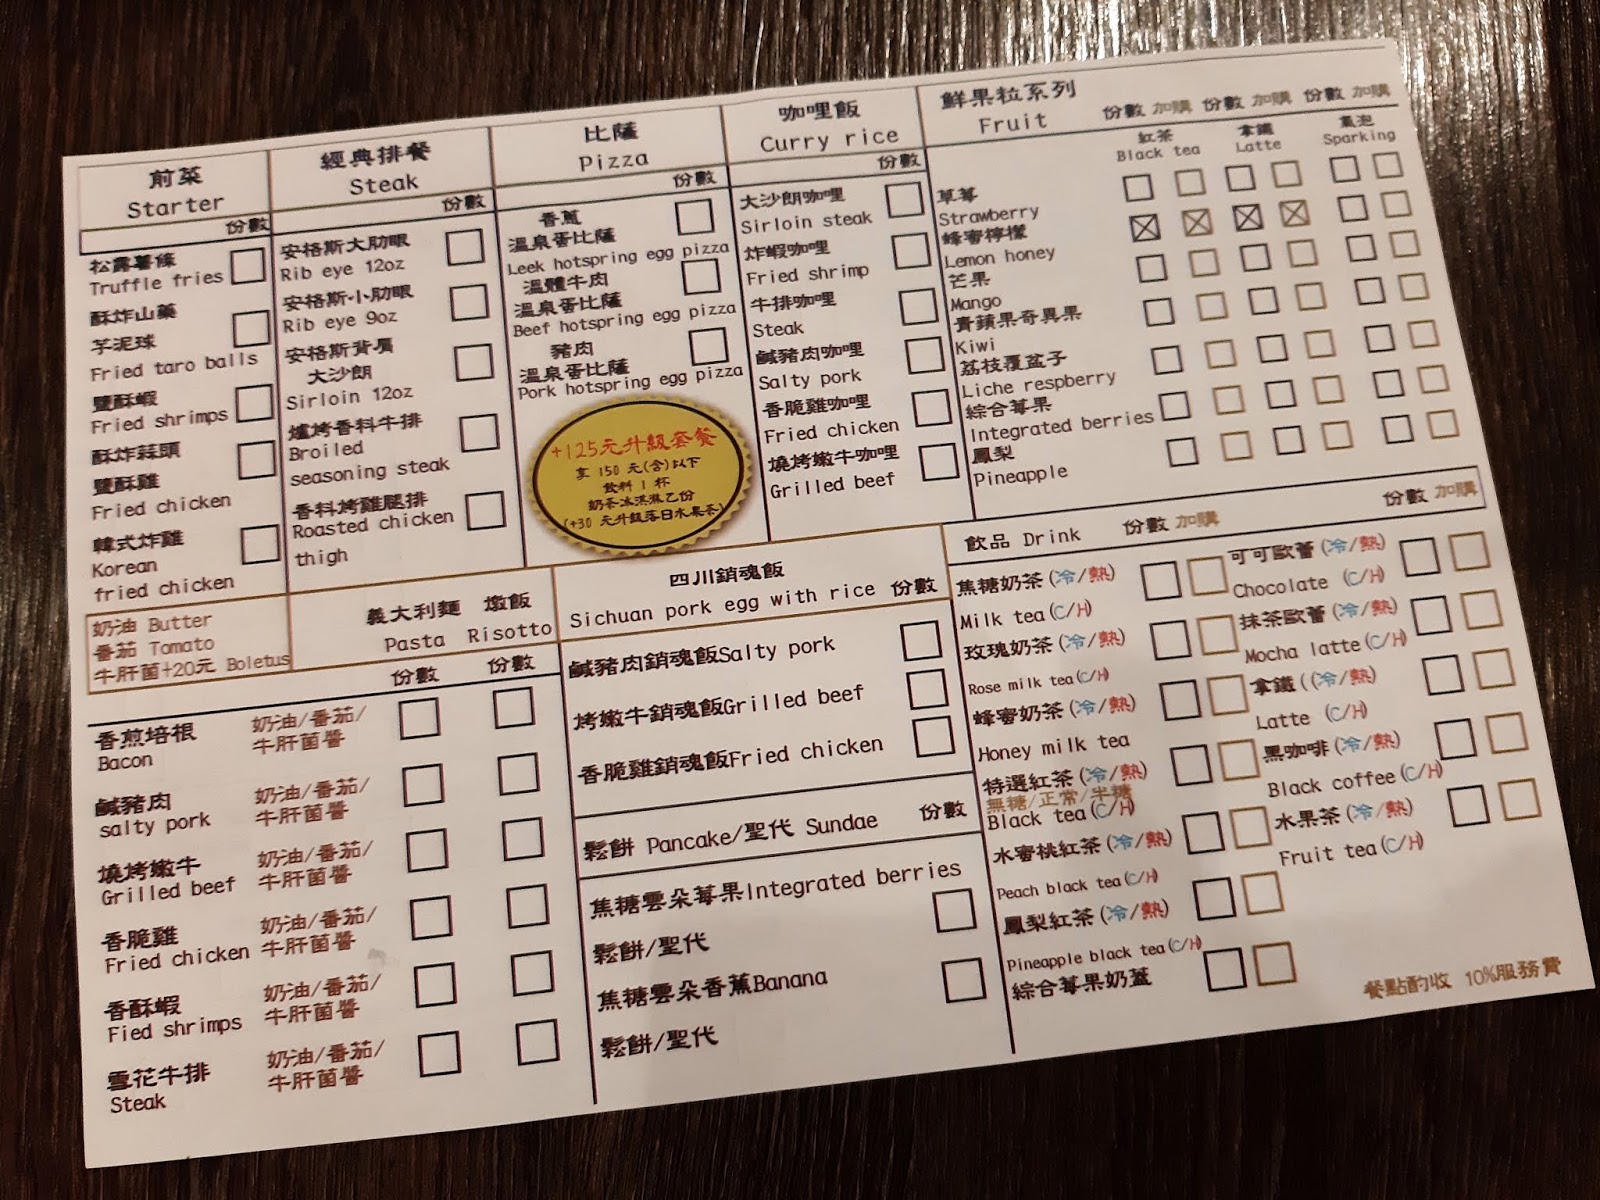 前菜
Starter
份數
松露薯條
Truffle fries
酥炸山藥
芋泥球
Fried taro balls
鹽酥蝦
Fried shrimps
酥炸蒜頭
鹽酥雞
Fried chicken
韓式炸雞
Korean
fried chicken
經典排餐
Steak
份數
安格斯大肋眼
Rib eye 12oz
安格斯小肋眼
Rib eye 9oz
安格斯背肩
大沙朗
Sirloin 12oz
爐烤香料牛排
Broiled
seasoning steak
香料烤雞腿排
Roasted chicken
thigh
比薩
Pizza
份數
香蔥
溫泉蛋比薩
Leek hotspring egg pizza
溫體牛肉
溫泉蛋比薩
Beef hotspring egg pizza
豬肉
溫泉蛋比薩
Pork hotspring egg pizza
+125元升級套餐
享 150 元(含)以下
飲料 1 杯
奶茶冰淇淋乙份
(+30 元升級落日水果茶)
咖哩飯
Curry rice
份數
大沙朗咖哩
Sirloin steak
炸蝦咖哩
Fried shrimp
牛排咖哩
Steak
鹹豬肉咖哩
Salty pork
香脆雞咖哩
Fried chicken
燒烤嫩牛咖哩
Grilled beef
鮮果粒系列
Fruit
份數 加購 份數 加購 份數 加購
紅茶
Black tea
拿鐵
Latte
氣泡
Sparking
草莓
Strawberry
蜂蜜檸檬
Lemon honey
芒果
Mango
青蘋果奇異果
Kiwi
荔枝覆盆子
Liche respberry
綜合莓果
Integrated berries
鳳梨
Pineapple
奶油 Butter
番茄 Tomato
牛肝菌+20元 Boletus
義大利麵 燉飯
Pasta Risotto
份數 份數
香煎培根 奶油/番茄/
Bacon 牛肝菌醬
鹹豬肉 奶油/番茄/
salty pork 牛肝菌醬
燒烤嫩牛 奶油/番茄/
Grilled beef 牛肝菌醬
香脆雞 奶油/番茄/
Fried chicken 牛肝菌醬
香酥蝦 奶油/番茄/
Fied shrimps 牛肝菌醬
雪花牛排 奶油/番茄/
Steak 牛肝菌醬
四川銷魂飯
Sichuan pork egg with rice 份數
鹹豬肉銷魂飯Salty pork
烤嫩牛銷魂飯Grilled beef
香脆雞銷魂飯Fried chicken
鬆餅 Pancake/聖代 Sundae 份數
焦糖雲朵莓果Integrated berries
鬆餅/聖代
焦糖雲朵香蕉Banana
鬆餅/聖代
飲品 Drink 份數 加購 份數 加購
焦糖奶茶(冷/熱)
Milk tea(C/H)
玫瑰奶茶(冷/熱)
Rose milk tea(C/H)
蜂蜜奶茶(冷/熱)
Honey milk tea
特選紅茶(冷/熱)
無糖/正常/半糖
Black tea(C/H)
水蜜桃紅茶(冷/熱)
Peach black tea(C/H)
鳳梨紅茶(冷/熱)
Pineapple black tea(C/H)
綜合莓果奶蓋
可可歐蕾(冷/熱)
Chocolate (C/H)
抹茶歐蕾(冷/熱)
Mocha latte(C/H)
拿鐵((冷/熱)
Latte (C/H)
黑咖啡(冷/熱)
Black coffee(C/H)
水果茶(冷/熱)
Fruit tea(C/H)
餐點酌收 10%服務費